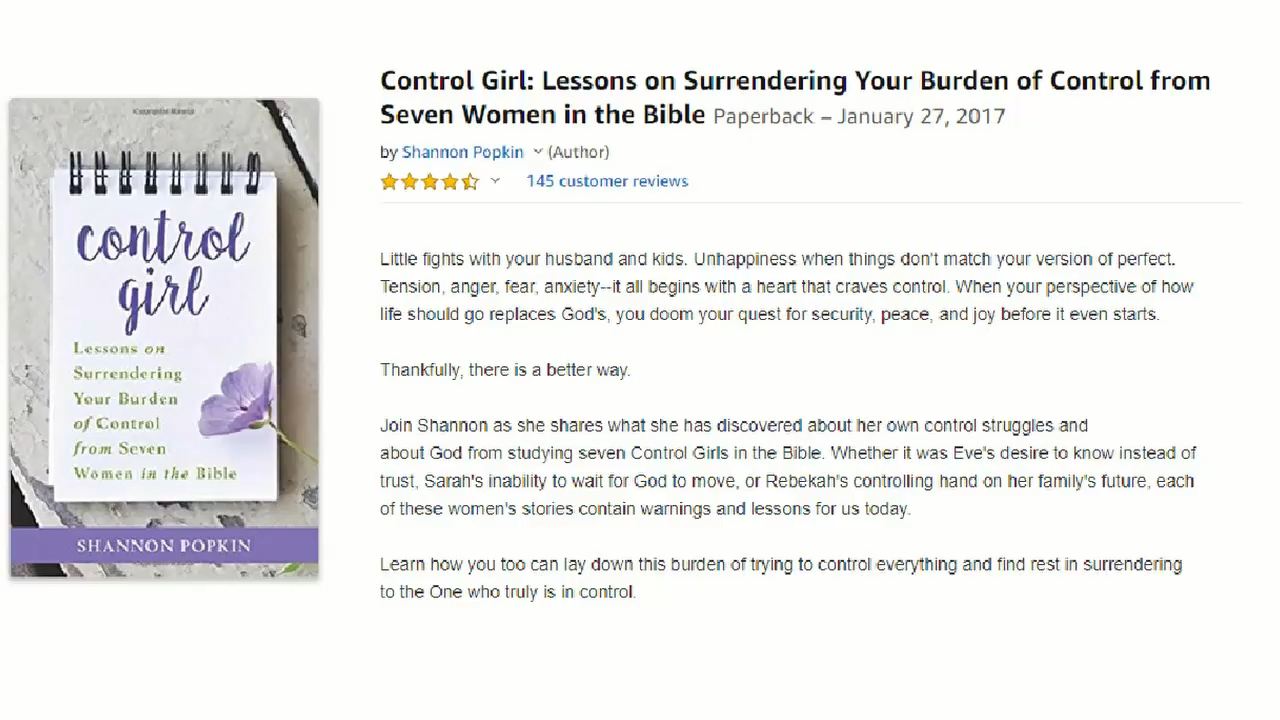 control
girl
Lessons on
Surrendering
Your Burden
of Control
from Seven
Women in the Bible
SHANNON POPKIN
Control Girl: Lessons on Surrendering Your Burden of Control from
Seven Women in the Bible Paperback – January 27, 2017
by Shannon Popkin (Author)
145 customer reviews
Little fights with your husband and kids. Unhappiness when things don't match your version of perfect.
Tension, anger, fear, anxiety--it all begins with a heart that craves control. When your perspective of how
life should go replaces God's, you doom your quest for security, peace, and joy before it even starts.
Thankfully, there is a better way.
Join Shannon as she shares what she has discovered about her own control struggles and
about God from studying seven Control Girls in the Bible. Whether it was Eve's desire to know instead of
trust, Sarah's inability to wait for God to move, or Rebekah's controlling hand on her family's future, each
of these women's stories contain warnings and lessons for us today.
Learn how you too can lay down this burden of trying to control everything and find rest in surrendering
to the One who truly is in control.